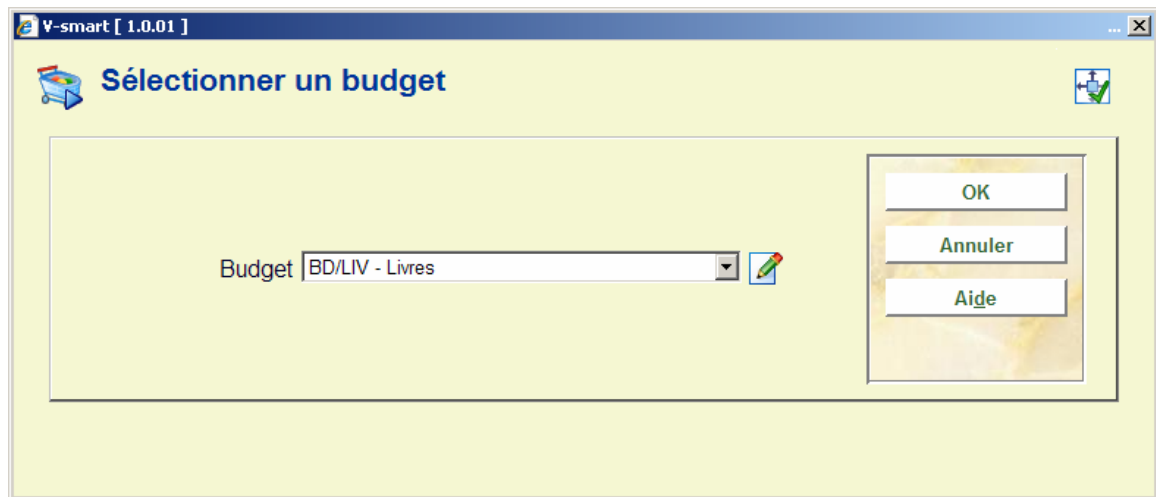 V-smart [ 1.0.01 ] ...
Sélectionner un budget
OK
Annuler
Budget BD/LIV - Livres
Aide